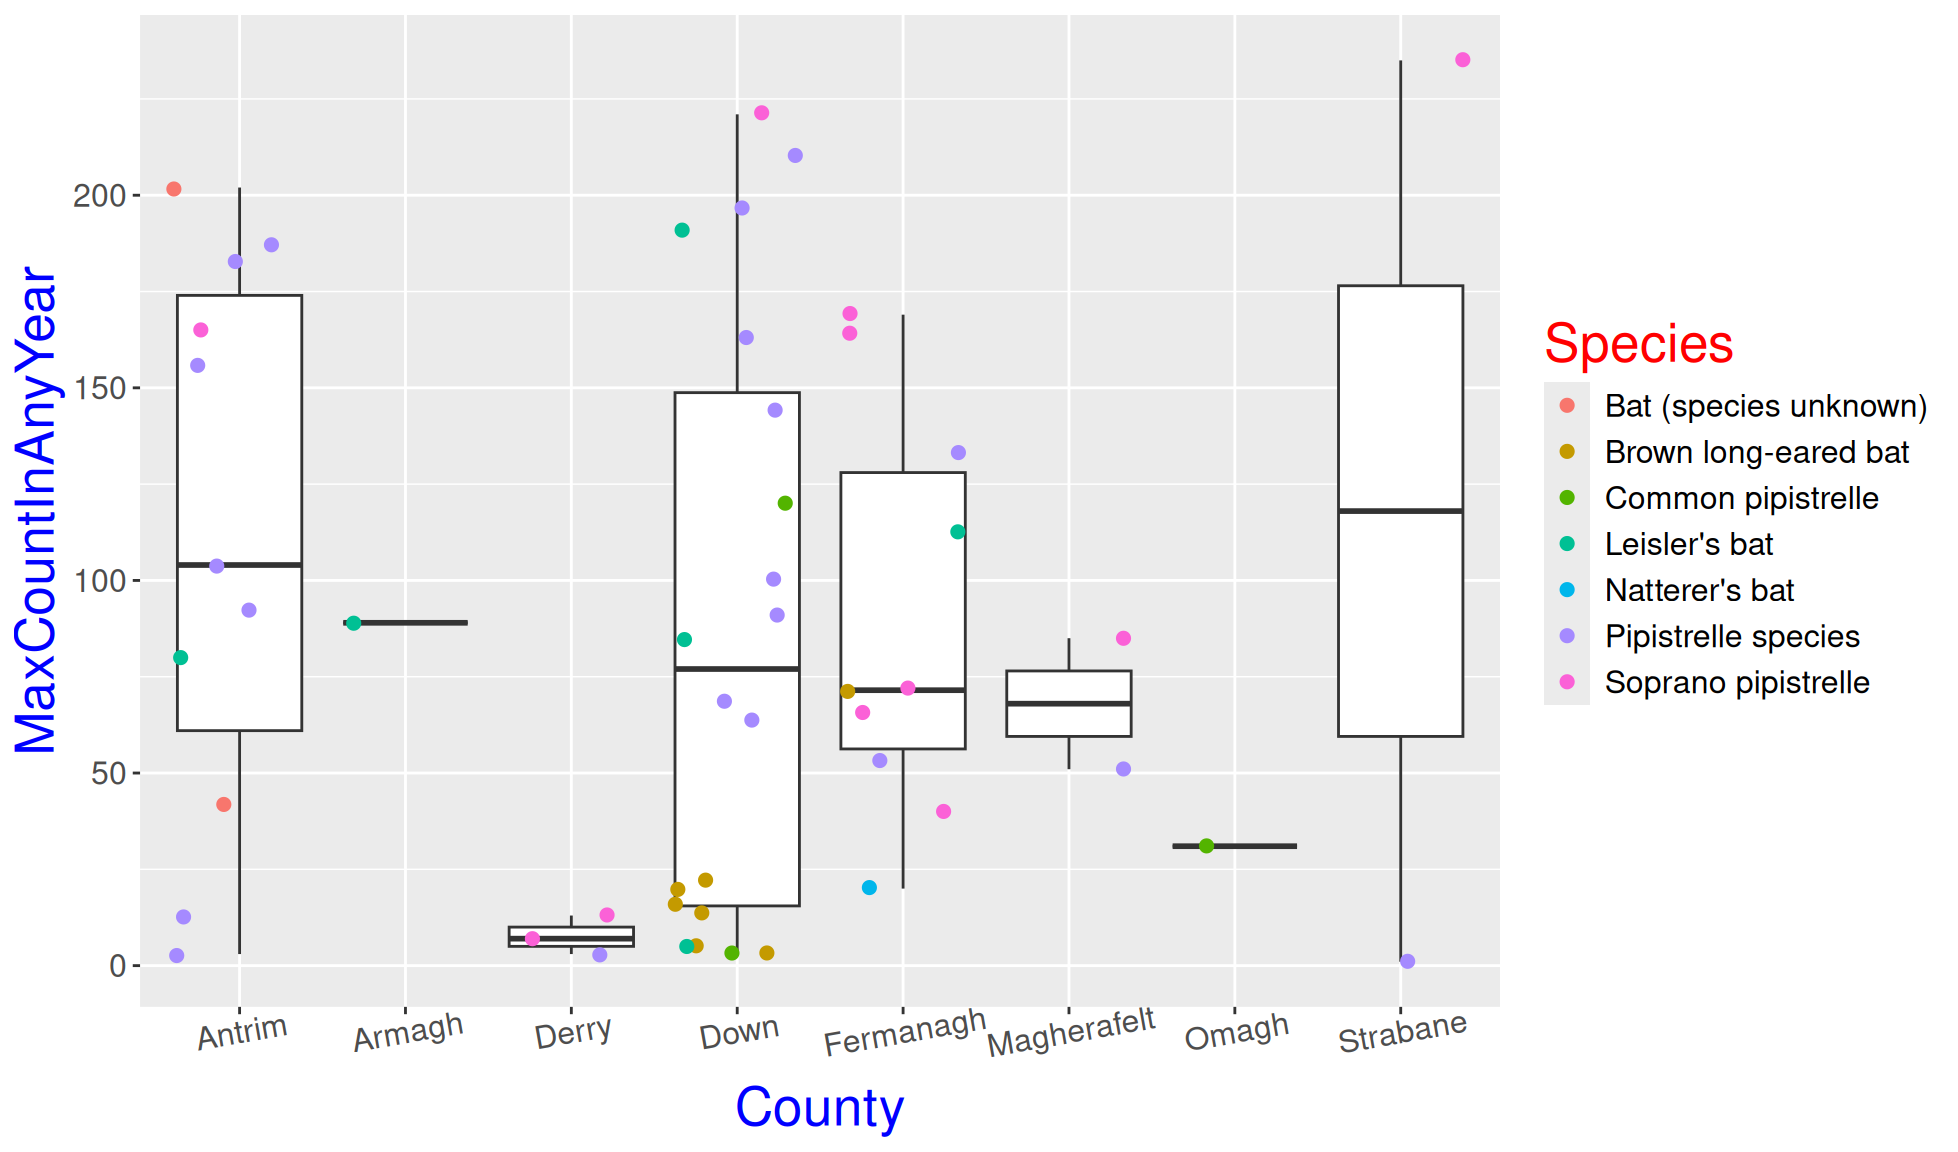 MaxCountInAnyYear
200
150
100
50
0
Antrim Armagh Derry Down Fermanagh Magherafelt Omagh Strabane
County
Species
Bat (species unknown)
Brown long-eared bat
Common pipistrelle
Leisler's bat
Natterer's bat
Pipistrelle species
Soprano pipistrelle